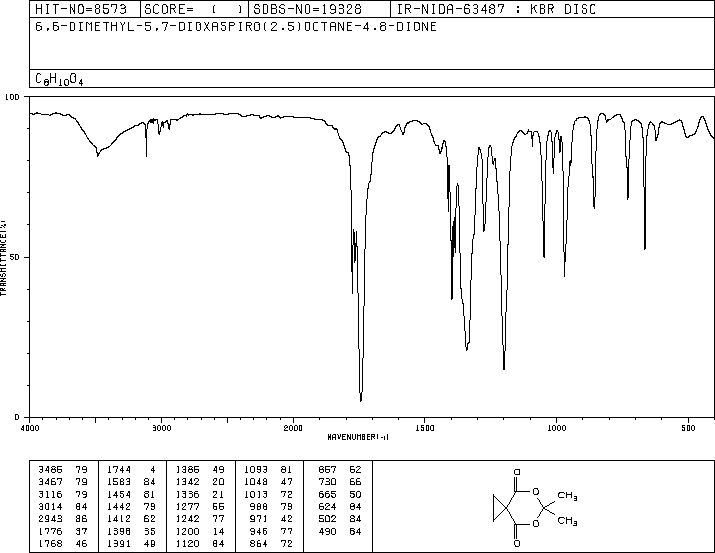 HIT-NO=8573 SCORE= ( ) SDBS-NO=19328 IR-NIDA-63487 : KBR DISC
6,6-DIMETHYL-5,7-DIOXASPIRO(2.5)OCTANE-4,8-DIONE
C8H10O4
100
50
0
TRANSMITTANCE(%)
4000 3000 2000 1500 1000 500
WAVENUMBER(-1)
3486 79 1744 4 1386 49 1093 81 857 62
3467 79 1583 84 1342 20 1048 47 730 66
3116 79 1454 81 1336 21 1013 72 665 50
3014 84 1442 79 1277 56 988 79 624 84
2943 86 1412 62 1242 77 971 42 502 84
1776 37 1398 35 1200 14 946 77 490 84
1768 46 1391 48 1120 84 864 72
O
O
CH3
CH3
O
O